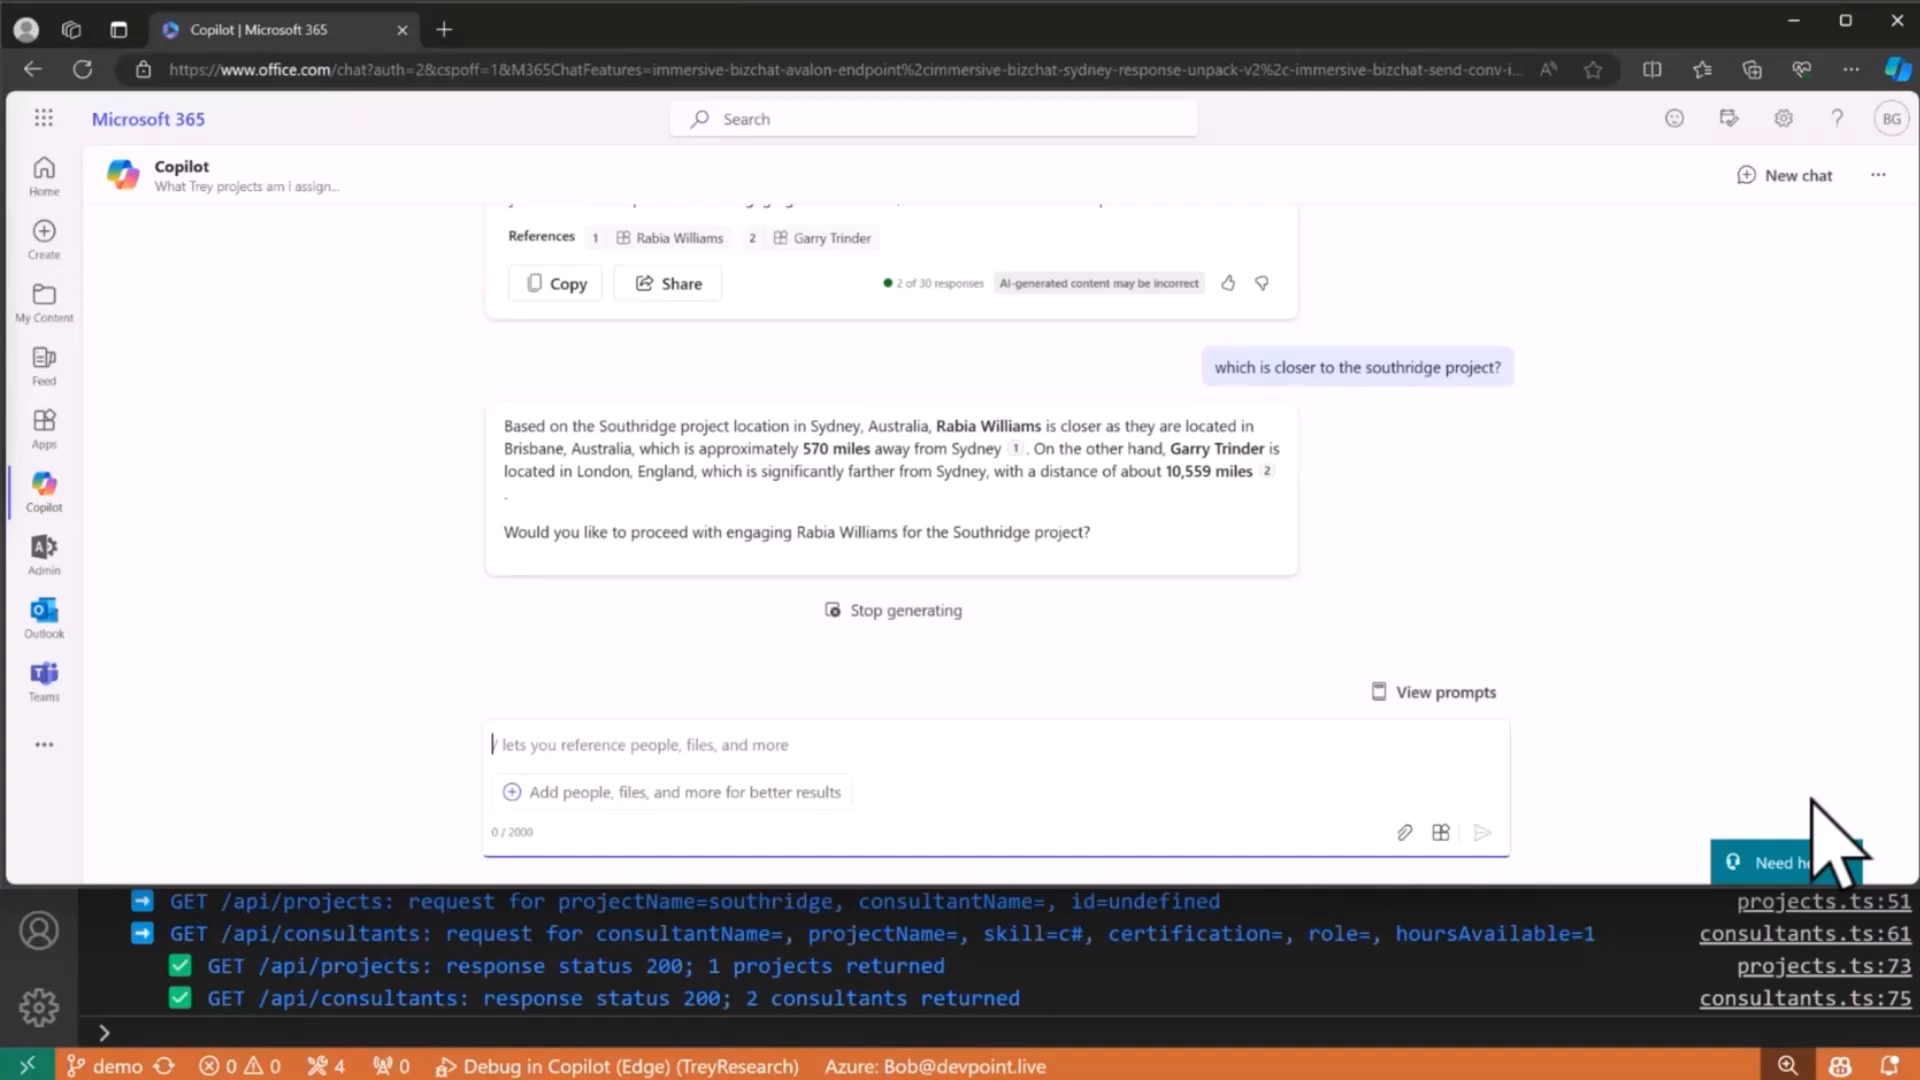 Copilot | Microsoft 365
https://www.office.com/chat?auth=2&cspoff=1&M365ChatFeatures=immersive-bizchat-avalon-endpoint%2cimmersive-bizchat-sydney-response-unpack-v2%2c-immersive-bizchat-send-conv-i...
Microsoft 365
Search
BG
Copilot
What Trey projects am I assign...
New chat
Home
Create
My Content
Feed
Apps
Copilot
Admin
Outlook
Teams
References 1 Rabia Williams 2 Garry Trinder
Copy Share 2 of 30 responses AI-generated content may be incorrect
which is closer to the southridge project?
Based on the Southridge project location in Sydney, Australia, Rabia Williams is closer as they are located in
Brisbane, Australia, which is approximately 570 miles away from Sydney 1 . On the other hand, Garry Trinder is
located in London, England, which is significantly farther from Sydney, with a distance of about 10,559 miles 2
.
Would you like to proceed with engaging Rabia Williams for the Southridge project?
Stop generating
View prompts
/ lets you reference people, files, and more
Add people, files, and more for better results
0 / 2000
Need
GET /api/projects: request for projectName=southridge, consultantName=, id=undefined projects.ts:51
GET /api/consultants: request for consultantName=, projectName=, skill=c#, certification=, role=, hoursAvailable=1 consultants.ts:61
GET /api/projects: response status 200; 1 projects returned projects.ts:73
GET /api/consultants: response status 200; 2 consultants returned consultants.ts:75
>
demo 0 0 4 0 Debug in Copilot (Edge) (TreyResearch) Azure: Bob@devpoint.live